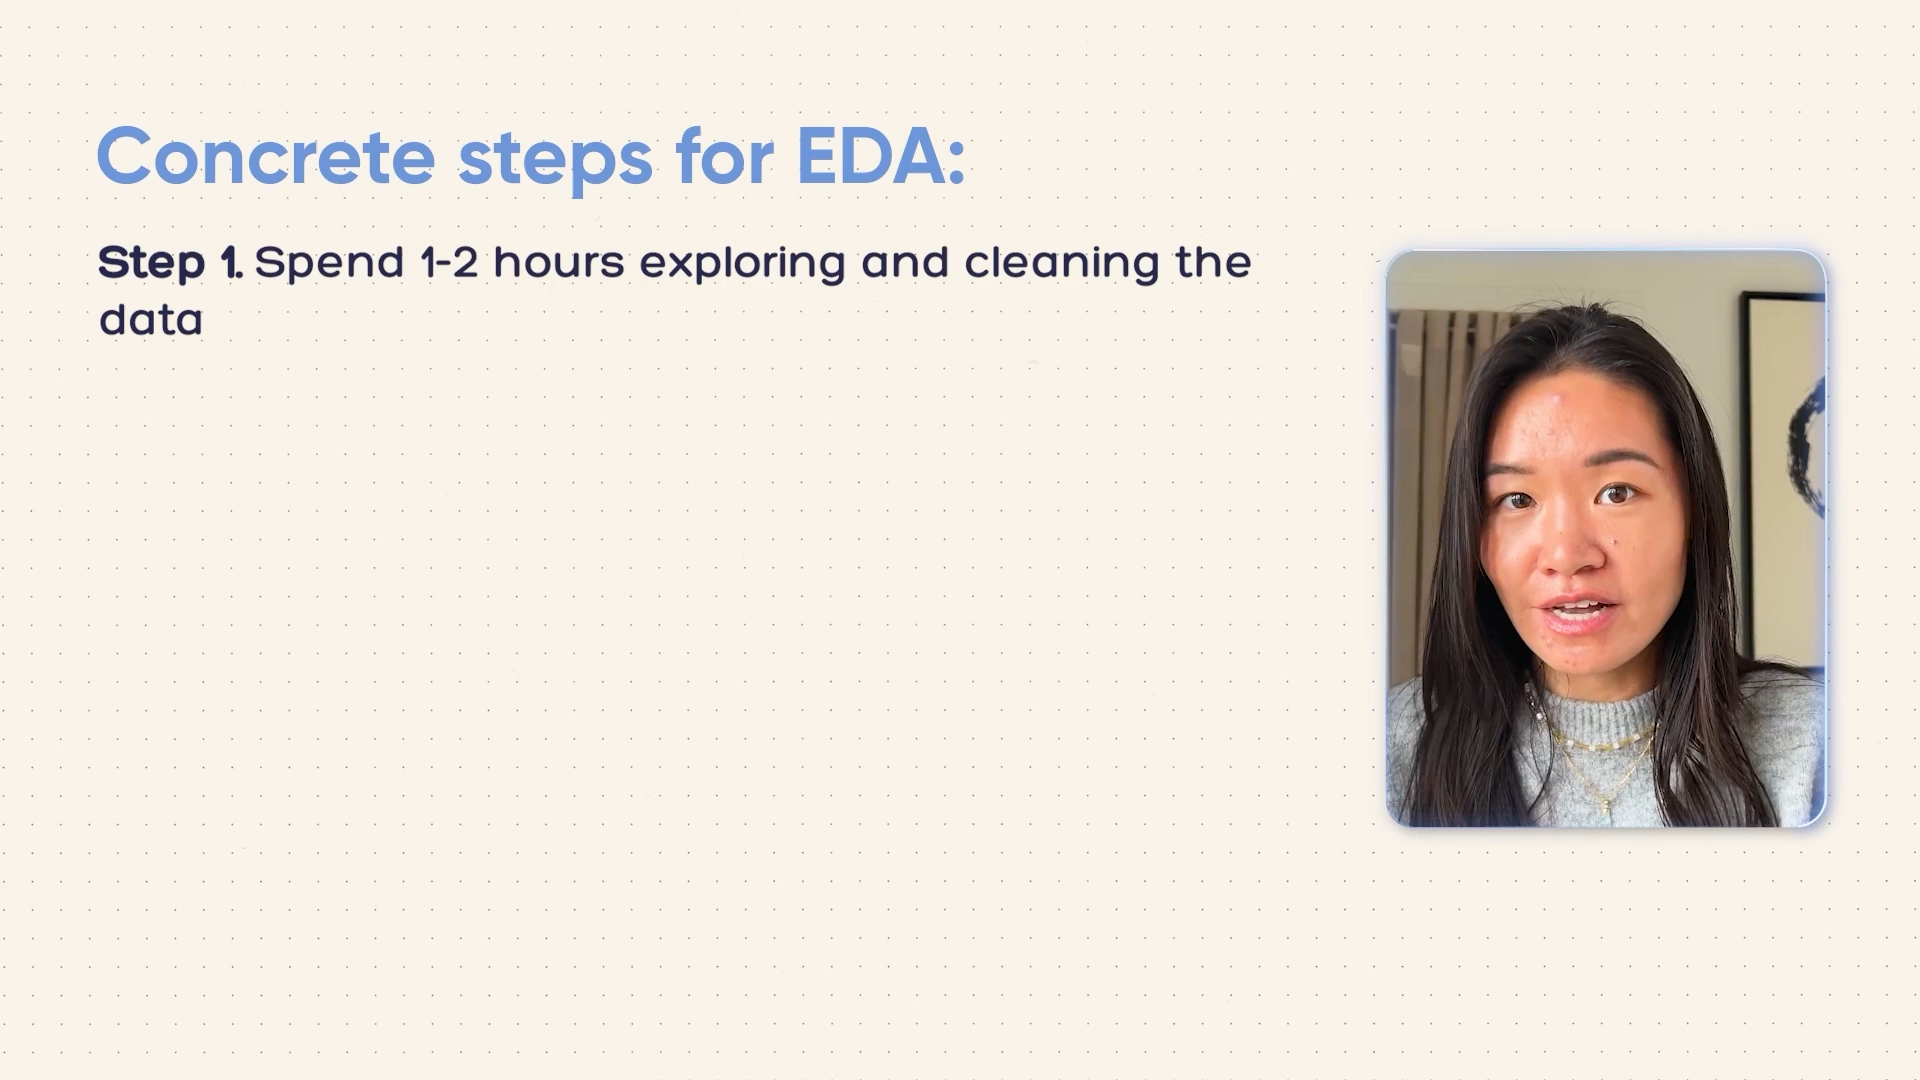 Concrete steps for EDA:
Step 1. Spend 1-2 hours exploring and cleaning the
data